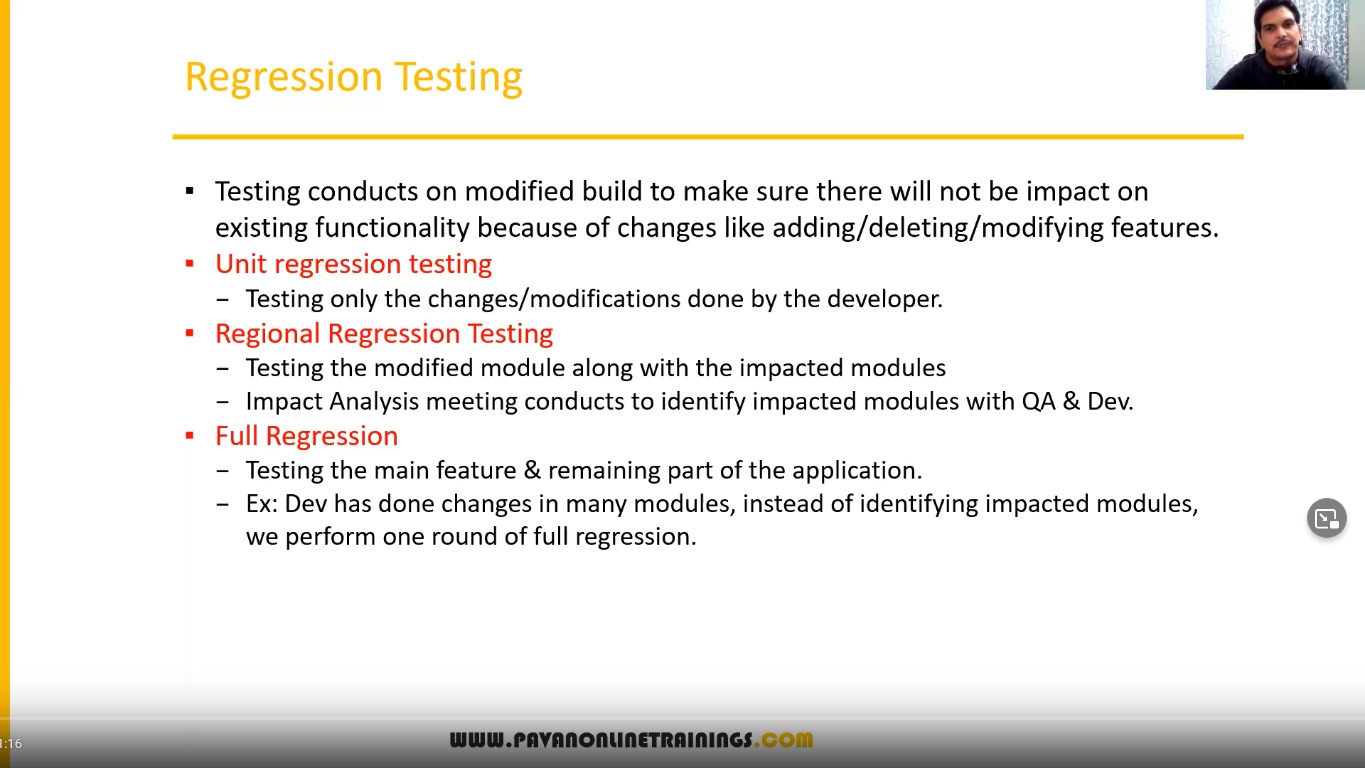 Regression Testing
▪ Testing conducts on modified build to make sure there will not be impact on
existing functionality because of changes like adding/deleting/modifying features.
▪ Unit regression testing
– Testing only the changes/modifications done by the developer.
▪ Regional Regression Testing
– Testing the modified module along with the impacted modules
– Impact Analysis meeting conducts to identify impacted modules with QA & Dev.
▪ Full Regression
– Testing the main feature & remaining part of the application.
– Ex: Dev has done changes in many modules, instead of identifying impacted modules,
we perform one round of full regression.
:16
WWW.PAVANONLINETRAININGS.COM